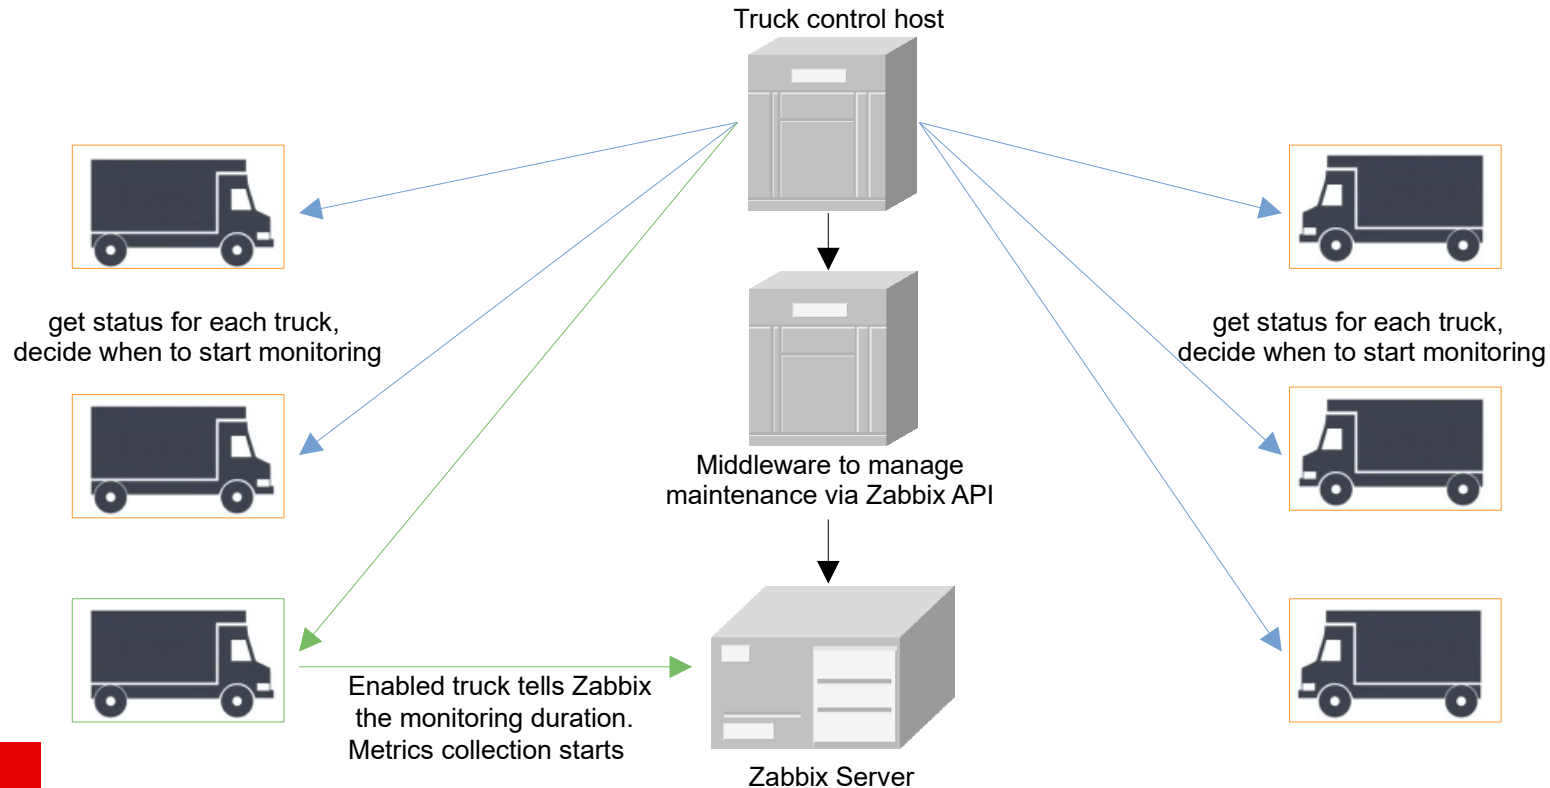 Truck control host
get status for each truck,
decide when to start monitoring
get status for each truck,
decide when to start monitoring
Middleware to manage
maintenance via Zabbix API
Enabled truck tells Zabbix
the monitoring duration.
Metrics collection starts
Zabbix Server